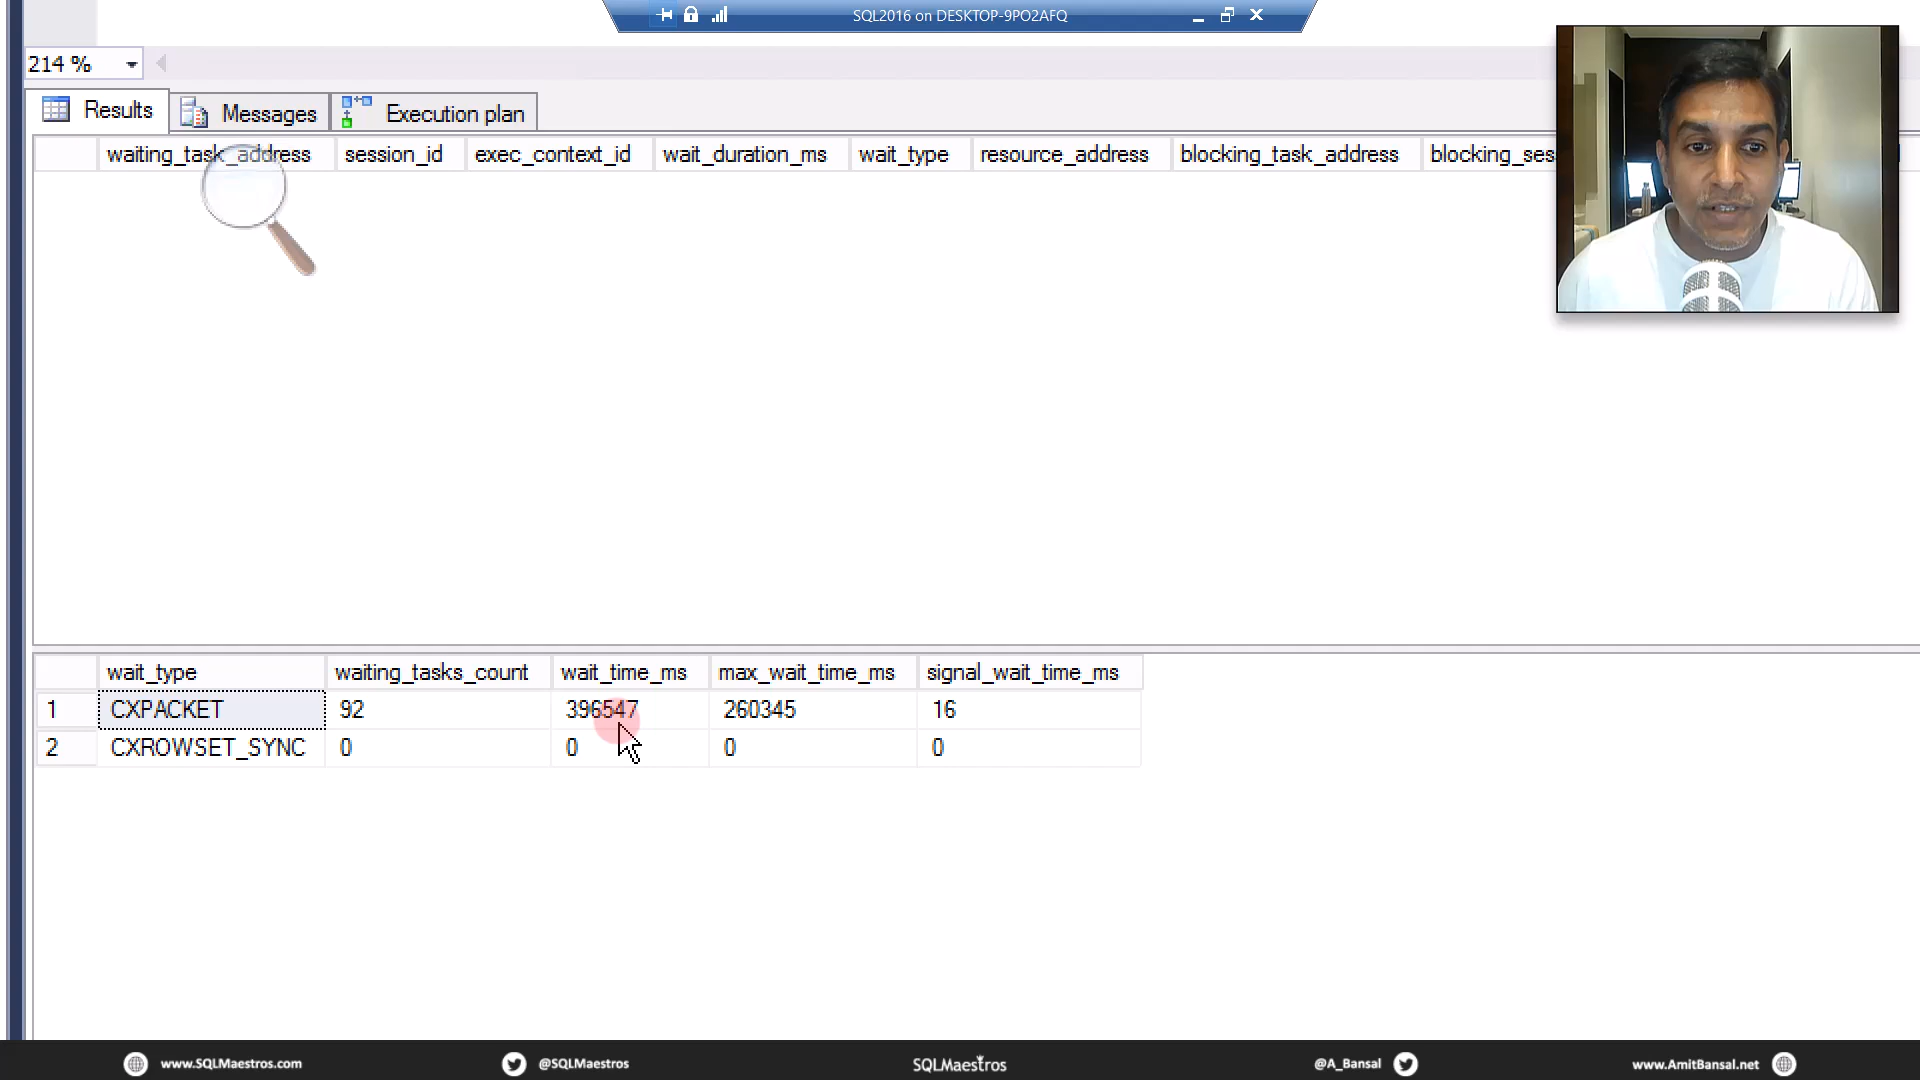 SQL2016 on DESKTOP-9PO2AFQ
214 %
Results Messages Execution plan
waiting_task_address session_id exec_context_id wait_duration_ms wait_type resource_address blocking_task_address blocking_ses
wait_type waiting_tasks_count wait_time_ms max_wait_time_ms signal_wait_time_ms
1 CXPACKET 92 396547 260345 16
2 CXROWSET_SYNC 0 0 0 0
www.SQLMaestros.com @SQLMaestros SQLMaestros @A_Bansal www.AmitBansal.net